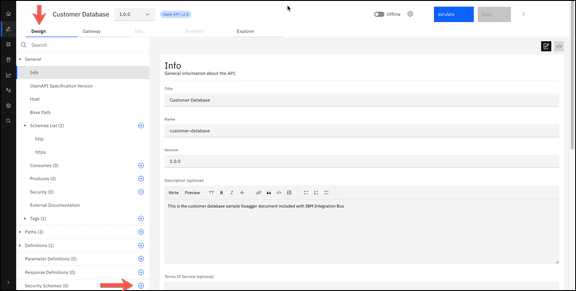 Customer Database
1.0.0
Offline
Validate
Save
Design
Gateway
Test
Endpoint
Explorer
Search
General
Info
OpenAPI Specification Version
Host
Base Path
Schemes List (2)
http
https
Consumes (0)
Produces (0)
Security (0)
External Documentation
Tags (1)
Paths (2)
Definitions (1)
Parameter Definitions (0)
Response Definitions (0)
Security Schemes (0)
Info
General information about the API.
Title
Customer Database
Name
customer-database
Version
1.0.0
Description (optional)
Write Preview
This is the customer database sample Swagger document included with IBM Integration Bus
Terms Of Service (optional)